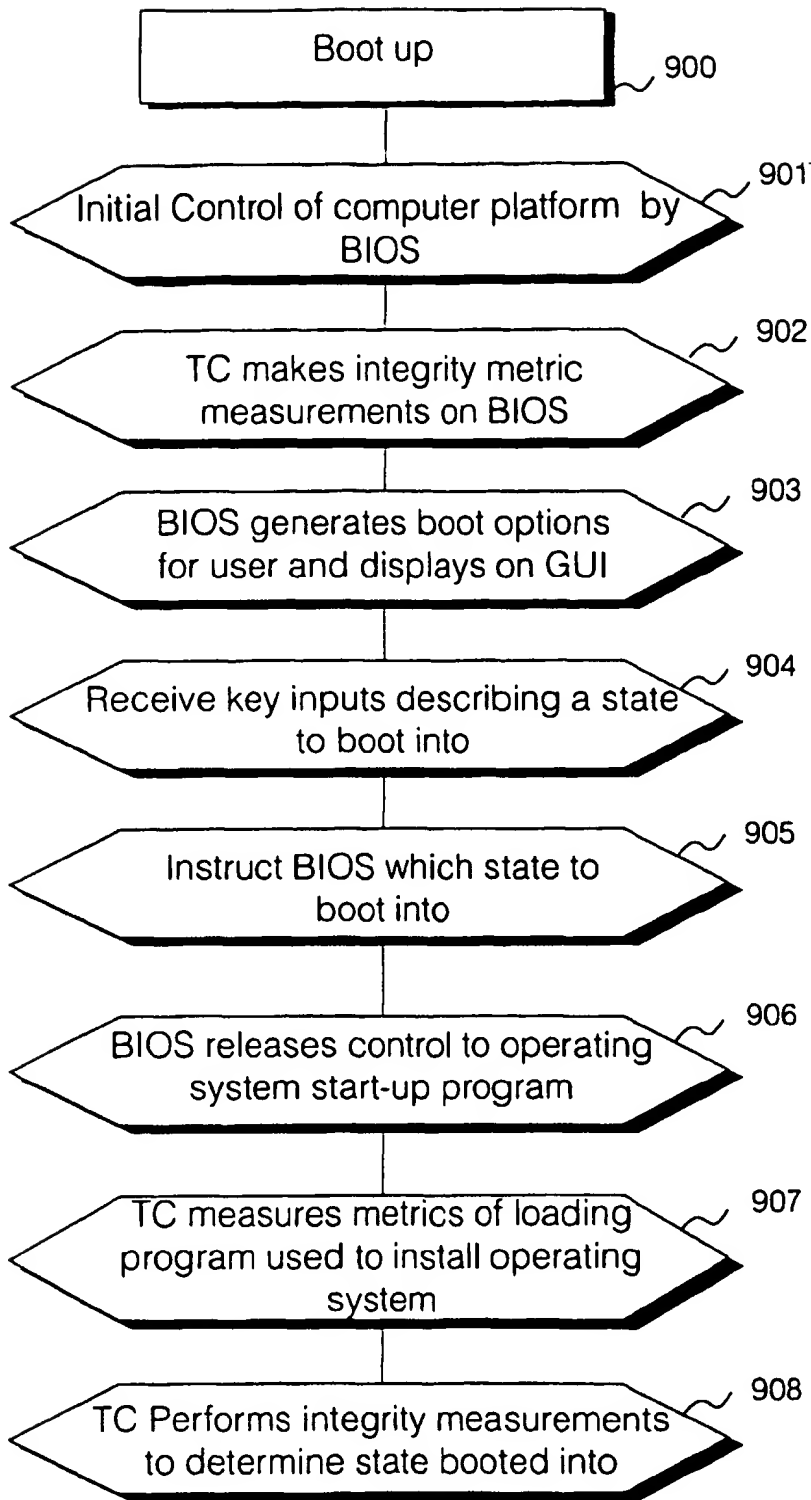 Boot up
900
Initial Control of computer platform by
BIOS
901
TC makes integrity metric
measurements on BIOS
902
BIOS generates boot options
for user and displays on GUI
903
Receive key inputs describing a state
to boot into
904
Instruct BIOS which state to
boot into
905
BIOS releases control to operating
system start-up program
906
TC measures metrics of loading
program used to install operating
system
907
TC Performs integrity measurements
to determine state booted into
908